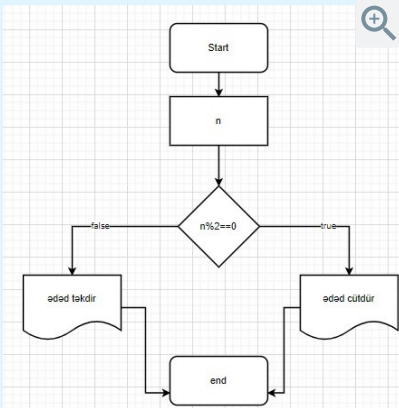 Start
n
n%2==0
false
true
ədəd təkdir
ədəd cütdür
end